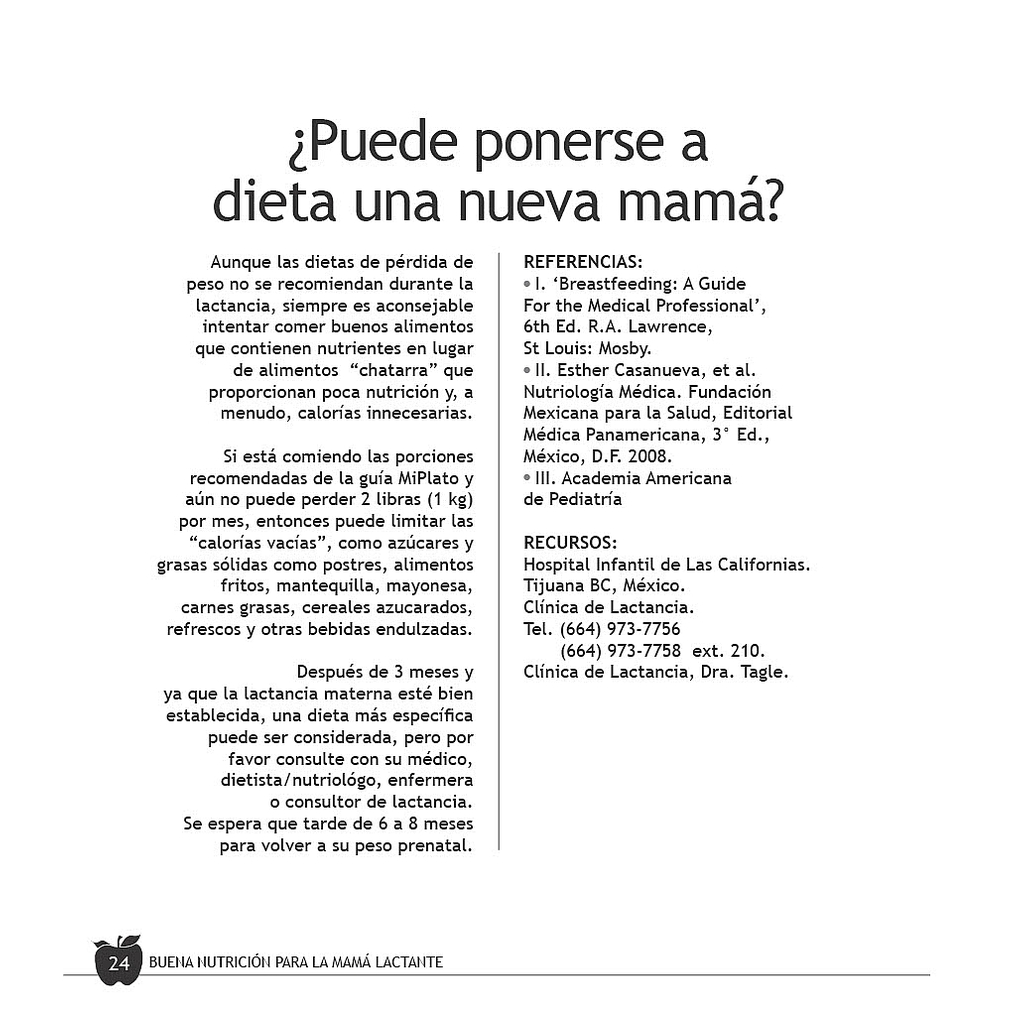 ¿Puede ponerse a
dieta una nueva mamá?
Aunque las dietas de pérdida de
peso no se recomiendan durante la
lactancia, siempre es aconsejable
intentar comer buenos alimentos
que contienen nutrientes en lugar
de alimentos “chatarra” que
proporcionan poca nutrición y, a
menudo, calorías innecesarias.
Si está comiendo las porciones
recomendadas de la guía MiPlato y
aún no puede perder 2 libras (1 kg)
por mes, entonces puede limitar las
“calorías vacías”, como azúcares y
grasas sólidas como postres, alimentos
fritos, mantequilla, mayonesa,
carnes grasas, cereales azucarados,
refrescos y otras bebidas endulzadas.
Después de 3 meses y
ya que la lactancia materna esté bien
establecida, una dieta más específica
puede ser considerada, pero por
favor consulte con su médico,
dietista/nutriológo, enfermera
o consultor de lactancia.
Se espera que tarde de 6 a 8 meses
para volver a su peso prenatal.
REFERENCIAS:
• I. ‘Breastfeeding: A Guide
For the Medical Professional’,
6th Ed. R.A. Lawrence,
St Louis: Mosby.
• II. Esther Casanueva, et al.
Nutriología Médica. Fundación
Mexicana para la Salud, Editorial
Médica Panamericana, 3° Ed.,
México, D.F. 2008.
• III. Academia Americana
de Pediatría
RECURSOS:
Hospital Infantil de Las Californias.
Tijuana BC, México.
Clínica de Lactancia.
Tel. (664) 973-7756
(664) 973-7758 ext. 210.
Clínica de Lactancia, Dra. Tagle.
24 BUENA NUTRICIÓN PARA LA MAMÁ LACTANTE